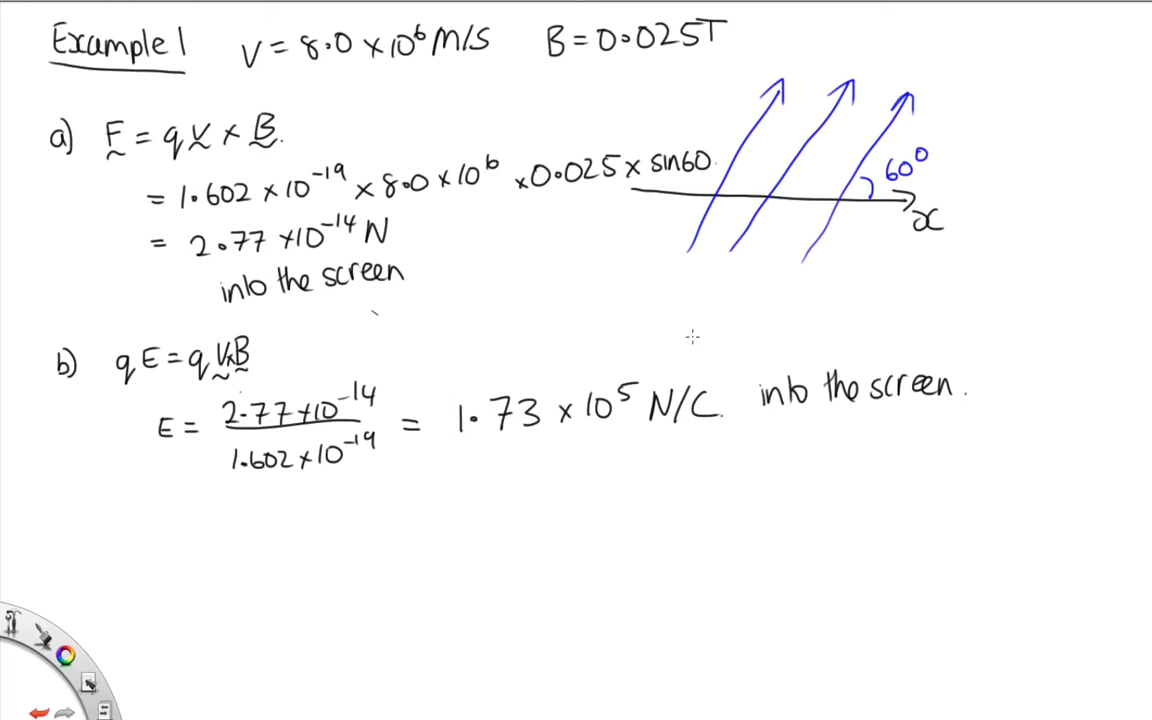 Example 1 V = 8.0 × 10⁶ m/s B = 0.025T
a) F = q v × B.
= 1.602 × 10⁻¹⁹ × 8.0 × 10⁶ × 0.025 × sin60
60°
x
= 2.77 × 10⁻¹⁴ N
into the screen
b) qE = q v×B
E = 2.77 × 10⁻¹⁴ / 1.602 × 10⁻¹⁹ = 1.73 × 10⁵ N/C. into the screen.